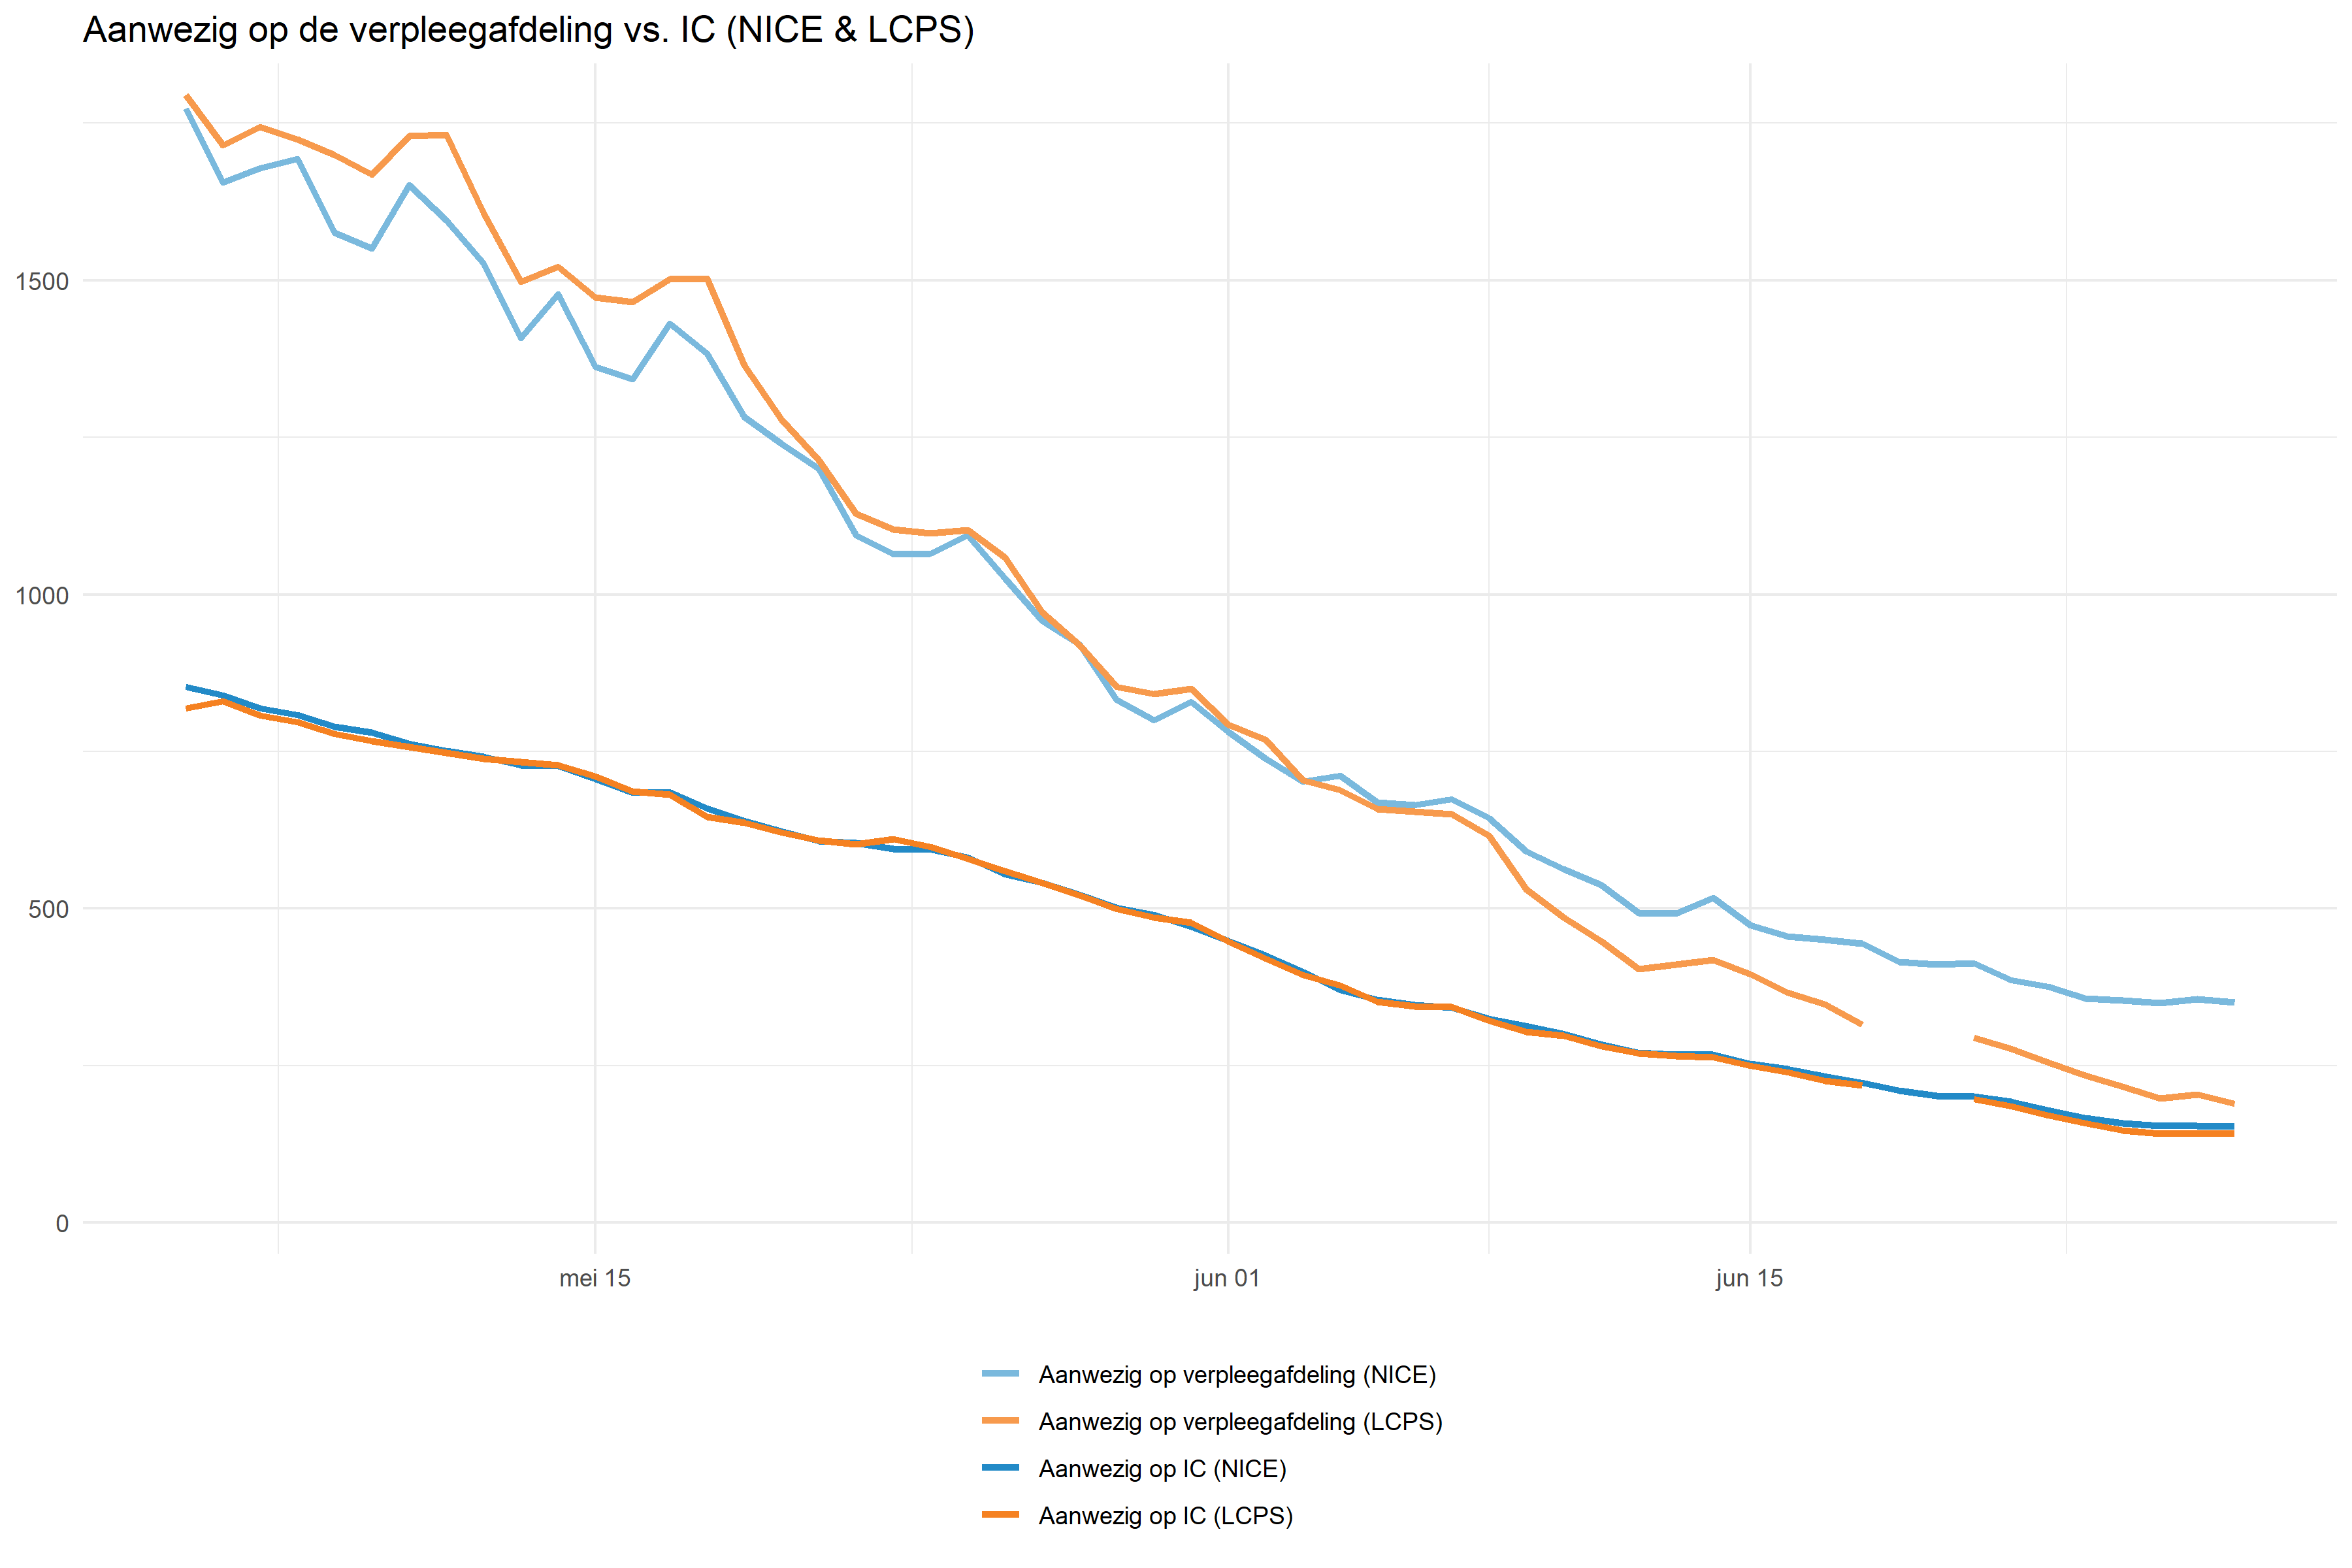 Aanwezig op de verpleegafdeling vs. IC (NICE & LCPS)
1500
1000
500
0
mei 15
jun 01
jun 15
Aanwezig op verpleegafdeling (NICE)
Aanwezig op verpleegafdeling (LCPS)
Aanwezig op IC (NICE)
Aanwezig op IC (LCPS)